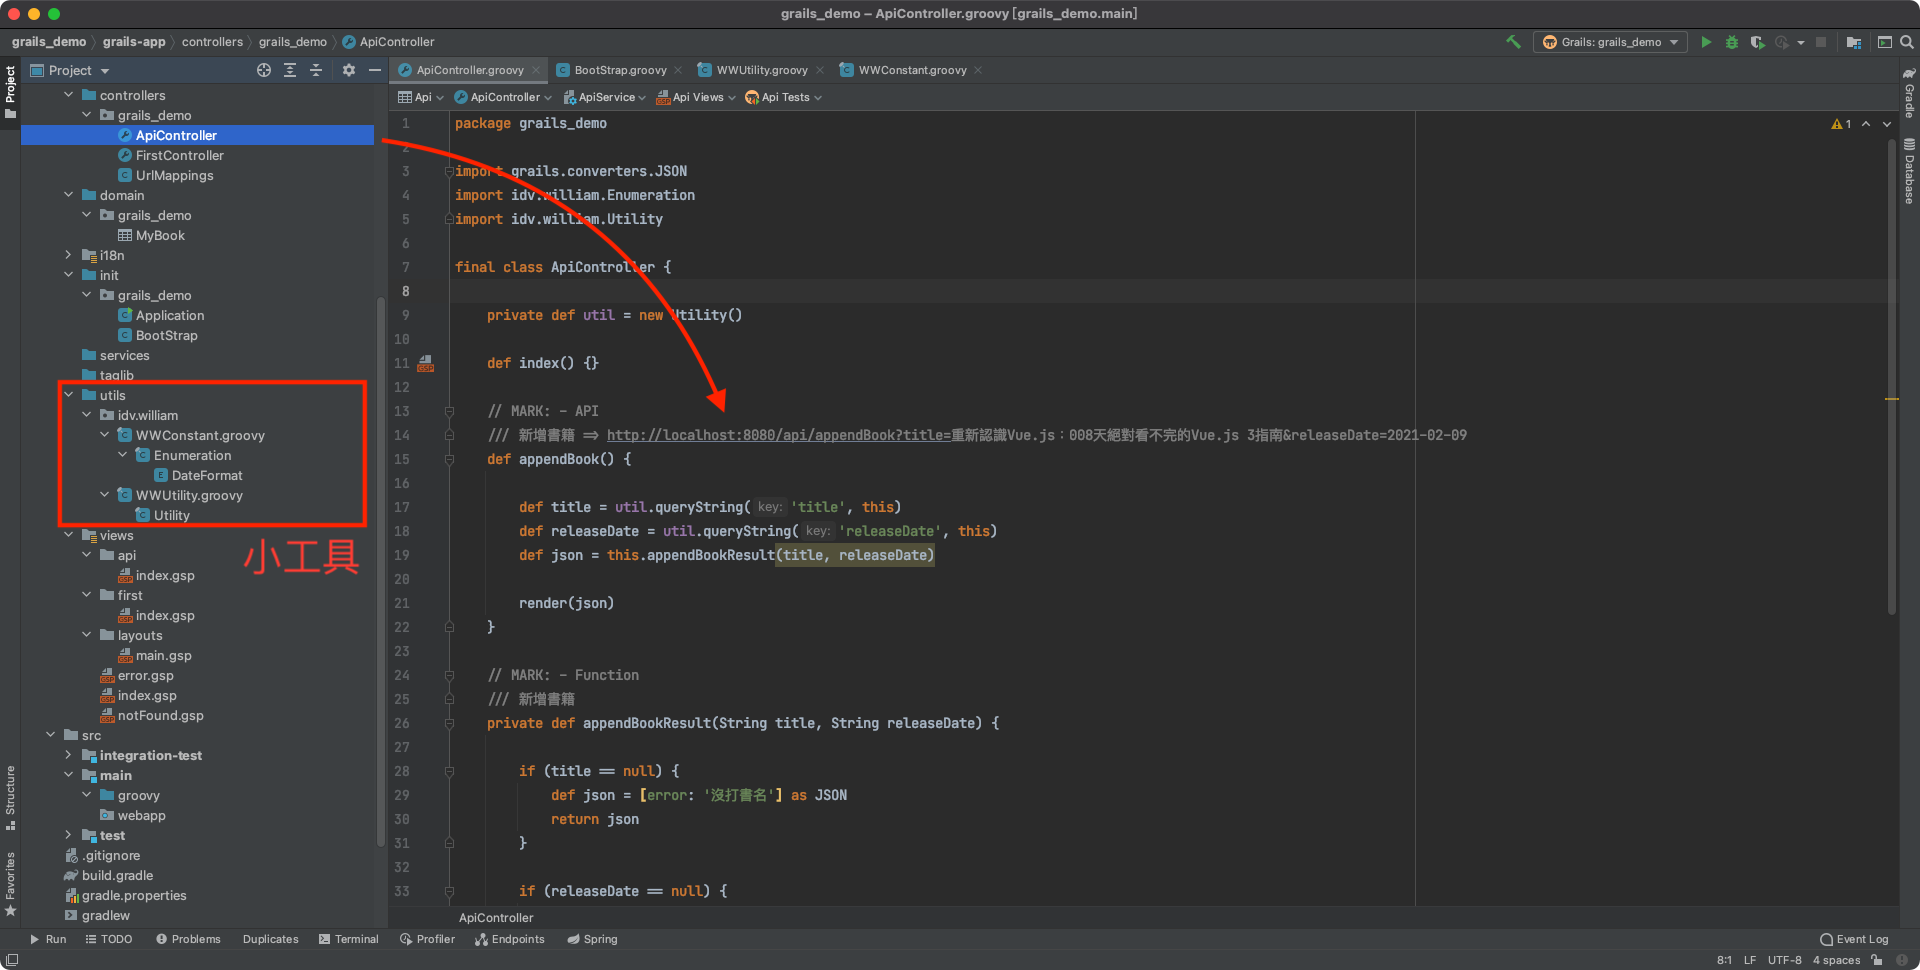 grails_demo – ApiController.groovy [grails_demo.main]
grails_demo grails-app controllers grails_demo ApiController
Grails: grails_demo
Project
Project
ApiController.groovy BootStrap.groovy WWUtility.groovy WWConstant.groovy
Api ApiController ApiService Api Views Api Tests
controllers
grails_demo
ApiController
FirstController
UrlMappings
domain
grails_demo
MyBook
i18n
init
grails_demo
Application
BootStrap
services
taglib
utils
idv.william
WWConstant.groovy
Enumeration
DateFormat
WWUtility.groovy
Utility
小工具
views
api
index.gsp
first
index.gsp
layouts
main.gsp
error.gsp
index.gsp
notFound.gsp
src
integration-test
main
groovy
webapp
test
.gitignore
build.gradle
gradle.properties
gradlew
Structure
Favorites
1 package grails_demo
2
3 import grails.converters.JSON
4 import idv.william.Enumeration
5 import idv.william.Utility
6
7 final class ApiController {
8
9 private def util = new Utility()
10
11 def index() {}
12
13 // MARK: - API
14 /// 新增書籍 => http://localhost:8080/api/appendBook?title=重新認識Vue.js：008天絕對看不完的Vue.js 3指南&releaseDate=2021-02-09
15 def appendBook() {
16
17 def title = util.queryString( key: 'title', this)
18 def releaseDate = util.queryString( key: 'releaseDate', this)
19 def json = this.appendBookResult(title, releaseDate)
20
21 render(json)
22 }
23
24 // MARK: - Function
25 /// 新增書籍
26 private def appendBookResult(String title, String releaseDate) {
27
28 if (title == null) {
29 def json = [error: '沒打書名'] as JSON
30 return json
31 }
32
33 if (releaseDate == null) {
1
Gradle
Database
ApiController
Run TODO Problems Duplicates Terminal Profiler Endpoints Spring Event Log
8:1 LF UTF-8 4 spaces